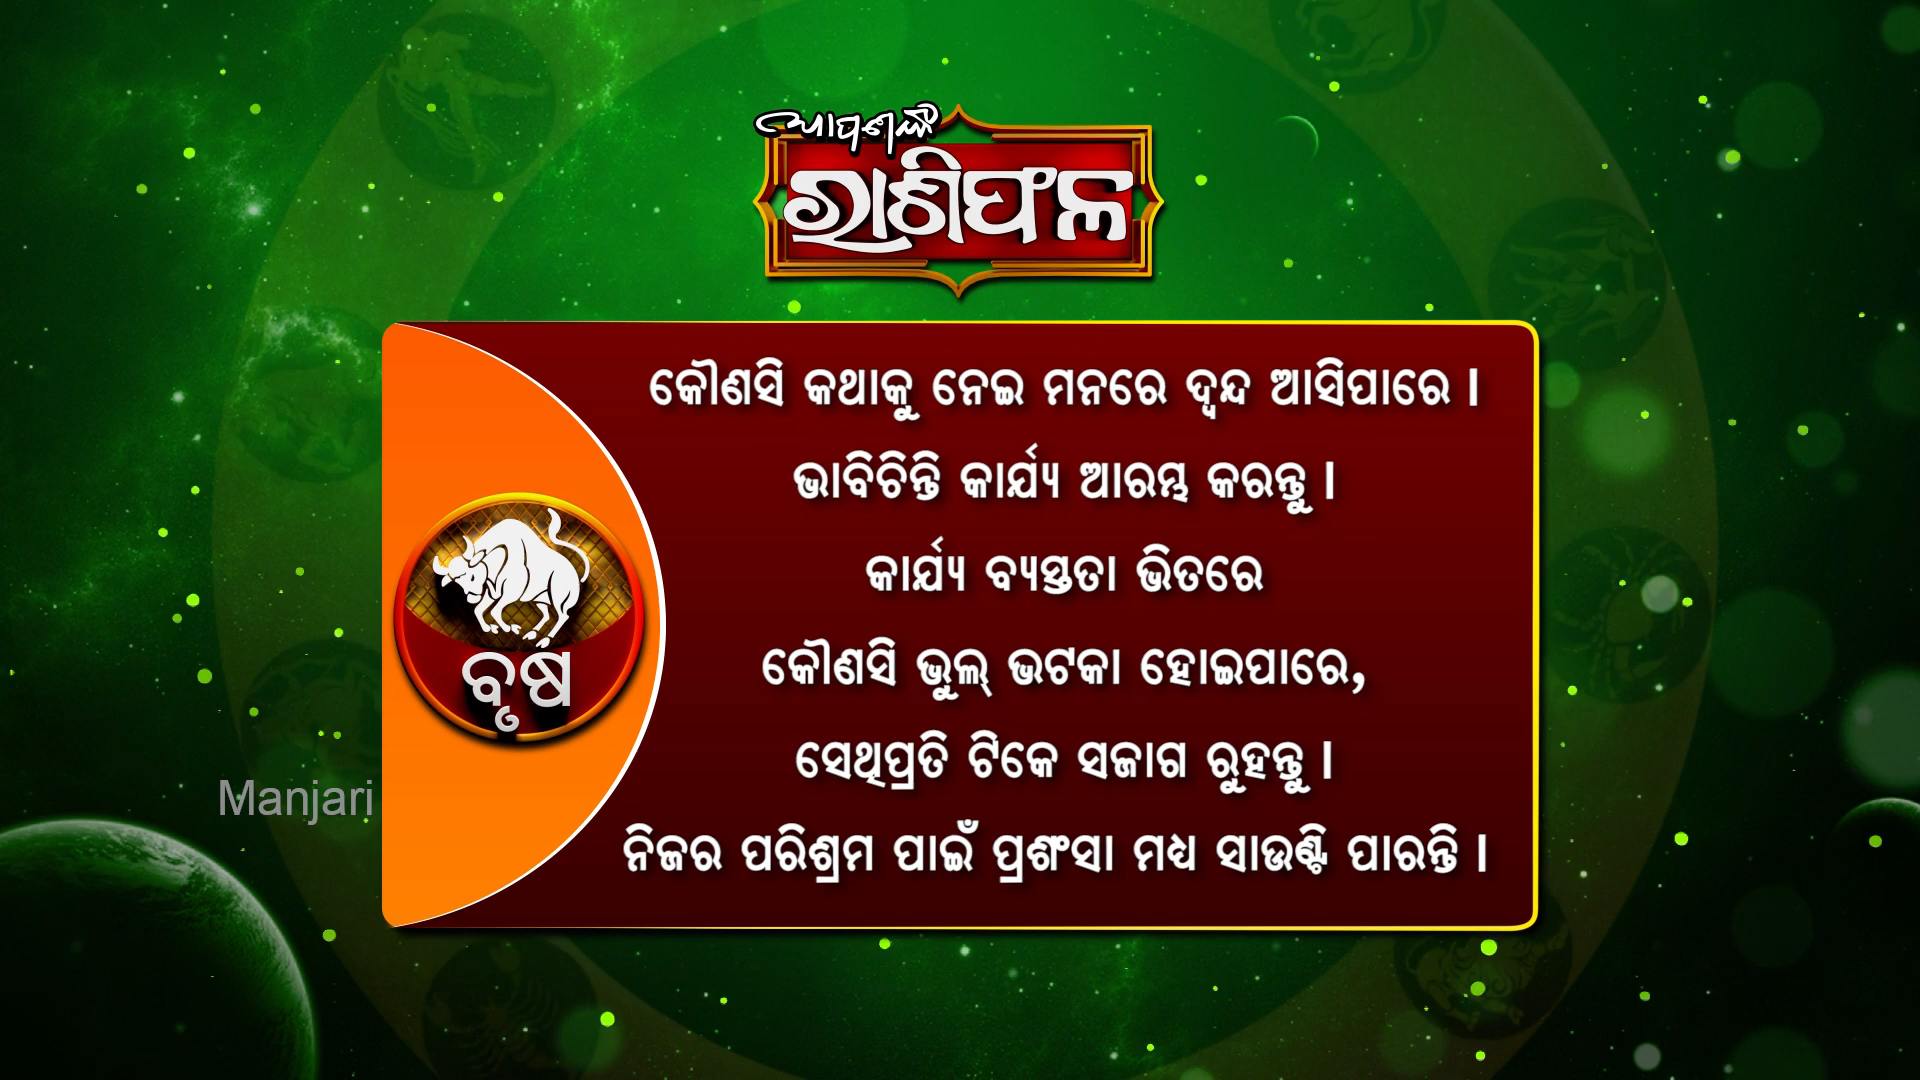 ଆପଣଙ୍କ
ରାଶିଫଳ
କୌଣସି କଥାକୁ ନେଇ ମନରେ ଦ୍ୱନ୍ଦ ଆସିପାରେ ।
ଭାବିଚିନ୍ତି କାର୍ଯ୍ୟ ଆରମ୍ଭ କରନ୍ତୁ ।
କାର୍ଯ୍ୟ ବ୍ୟସ୍ତତା ଭିତରେ
କୌଣସି ଭୁଲ୍ ଭଟକା ହୋଇପାରେ,
ସେଥିପ୍ରତି ଟିକେ ସଜାଗ ରୁହନ୍ତୁ ।
ନିଜର ପରିଶ୍ରମ ପାଇଁ ପ୍ରଶଂସା ମଧ୍ୟ ସାଉଣ୍ଟି ପାରନ୍ତି ।
ବୃଷ
Manjari